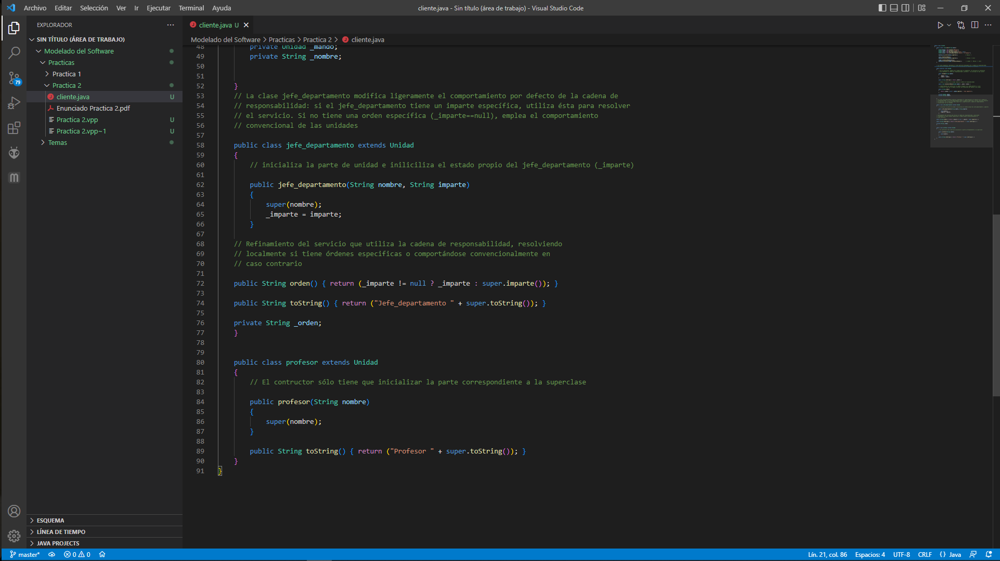 Archivo Editar Selección Ver Ir Ejecutar Terminal Ayuda
cliente.java - Sin título (área de trabajo) - Visual Studio Code
EXPLORADOR
SIN TÍTULO (ÁREA DE TRABAJO)
Modelado del Software
Practicas
Practica 1
Practica 2
cliente.java U
Enunciado Practica 2.pdf
Practica 2.vpp U
Practica 2.vpp~1 U
Temas
79
ESQUEMA
LÍNEA DE TIEMPO
JAVA PROJECTS
cliente.java U
Modelado del Software > Practicas > Practica 2 > cliente.java
48 private Unidad _mando;
49 private String _nombre;
50
51
52 }
53 // La clase jefe_departamento modifica ligeramente el comportamiento por defecto de la cadena de
54 // responsabilidad: si el jefe_departamento tiene un imparte específica, utiliza ésta para resolver
55 // el servicio. Si no tiene una orden específica (_imparte==null), emplea el comportamiento
56 // convencional de las unidades
57
58 public class jefe_departamento extends Unidad
59 {
60 // inicializa la parte de unidad e iniliciliza el estado propio del jefe_departamento (_imparte)
61
62 public jefe_departamento(String nombre, String imparte)
63 {
64 super(nombre);
65 _imparte = imparte;
66 }
67
68 // Refinamiento del servicio que utiliza la cadena de responsabilidad, resolviendo
69 // localmente si tiene órdenes especificas o comportándose convencionalmente en
70 // caso contrario
71
72 public String orden() { return (_imparte != null ? _imparte : super.imparte()); }
73
74 public String toString() { return ("Jefe_departamento " + super.toString()); }
75
76 private String _orden;
77 }
78
79
80 public class profesor extends Unidad
81 {
82 // El contructor sólo tiene que inicializar la parte correspondiente a la superclase
83
84 public profesor(String nombre)
85 {
86 super(nombre);
87 }
88
89 public String toString() { return ("Profesor " + super.toString()); }
90 }
91 }
master* 0 0
Lín. 21, col. 86 Espacios: 4 UTF-8 CRLF {} Java